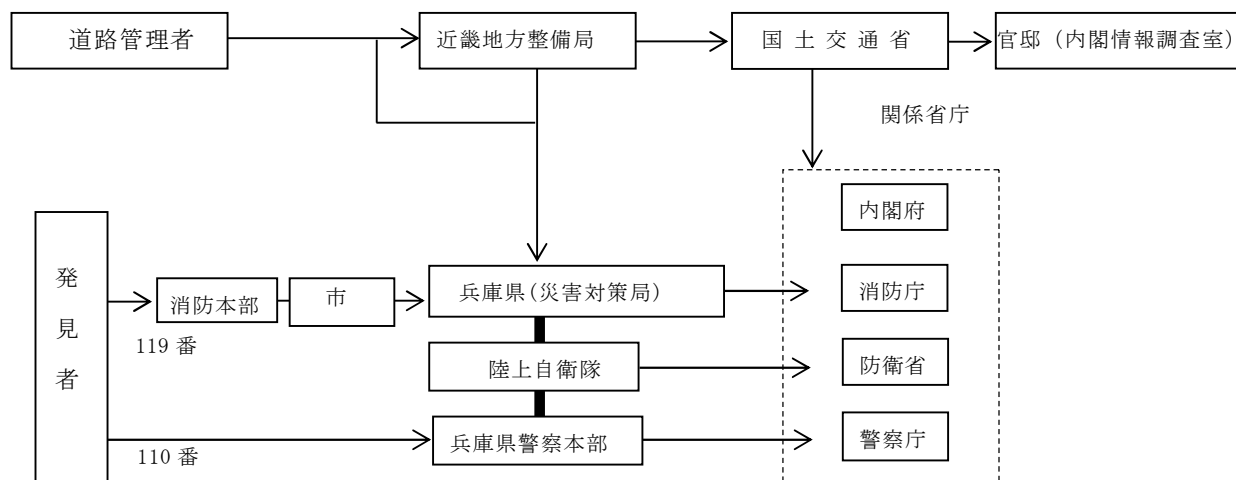 道路管理者
近畿地方整備局
国土交通省
官邸（内閣情報調査室）
関係省庁
内閣府
発見者
消防本部
市
兵庫県(災害対策局)
消防庁
119 番
陸上自衛隊
防衛省
兵庫県警察本部
警察庁
110 番